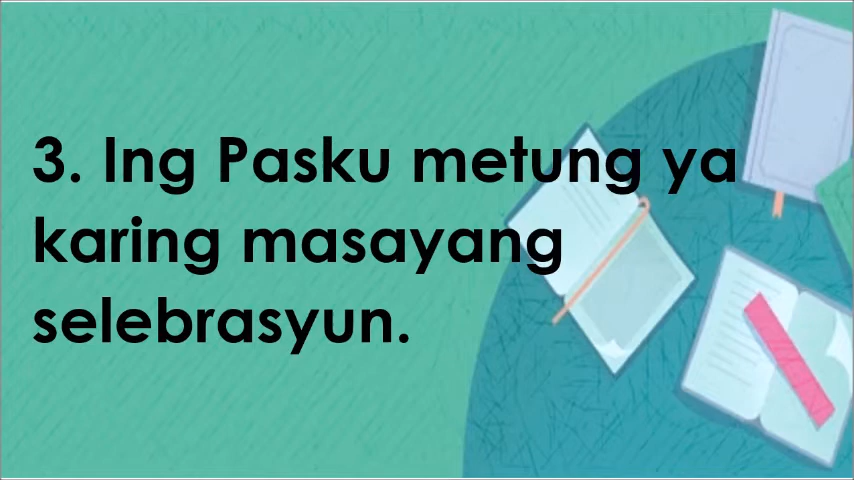 3. Ing Pasku metung ya
karing masayang
selebrasyun.